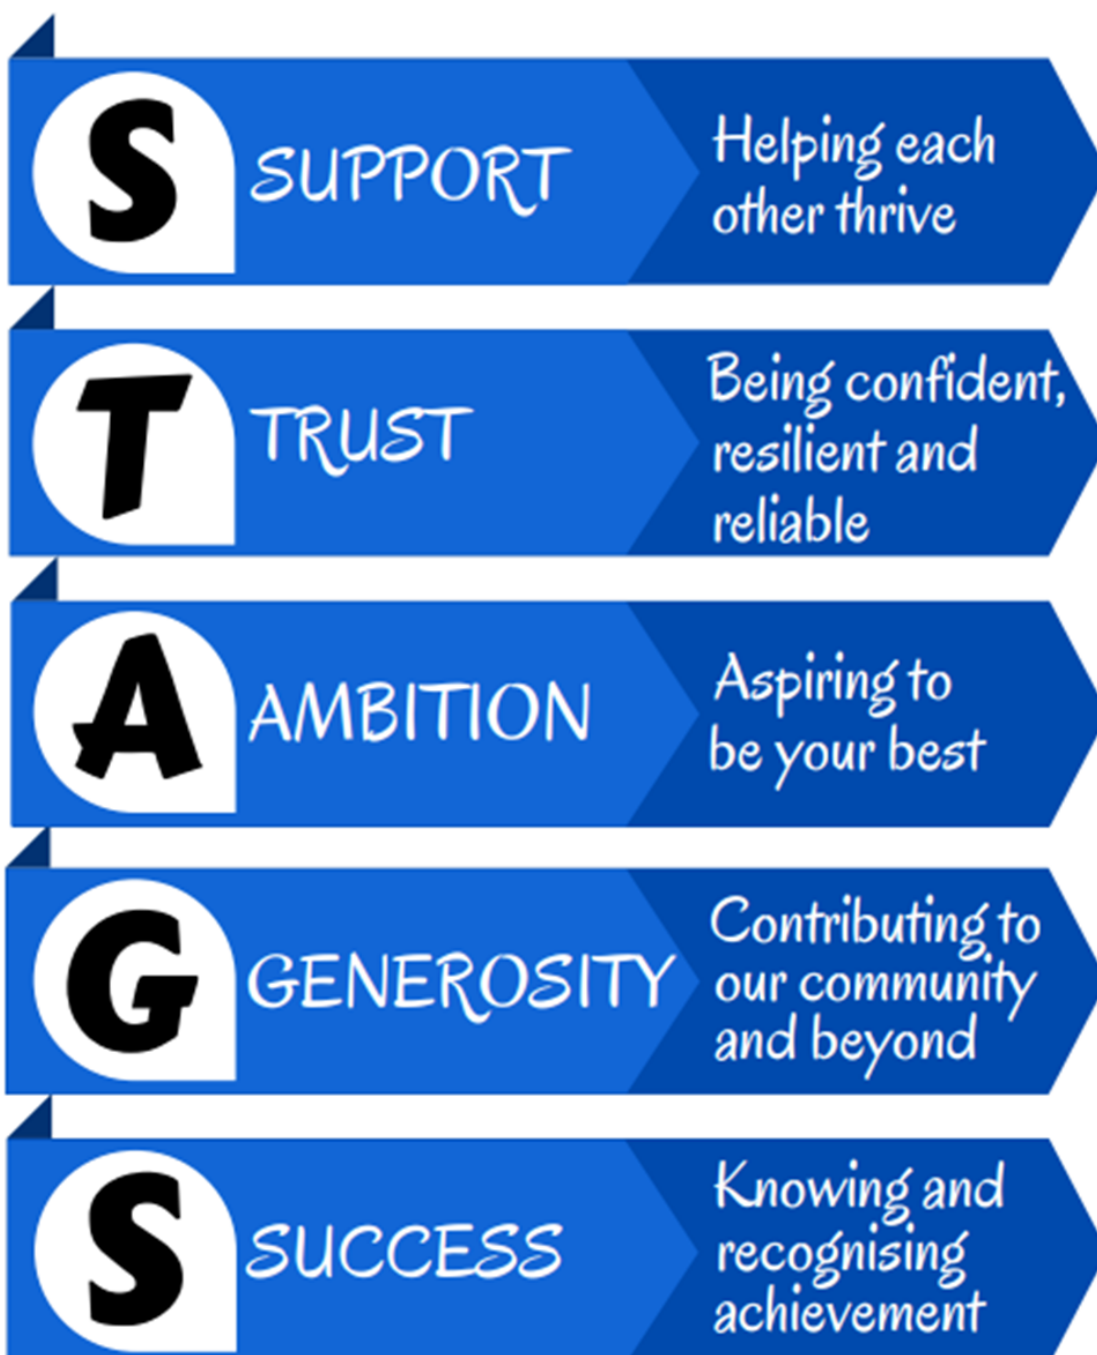 S SUPPORT
Helping each
other thrive
T TRUST
Being confident,
resilient and
reliable
A AMBITION
Aspiring to
be your best
G GENEROSITY
Contributing to
our community
and beyond
S SUCCESS
Knowing and
recognising
achievement